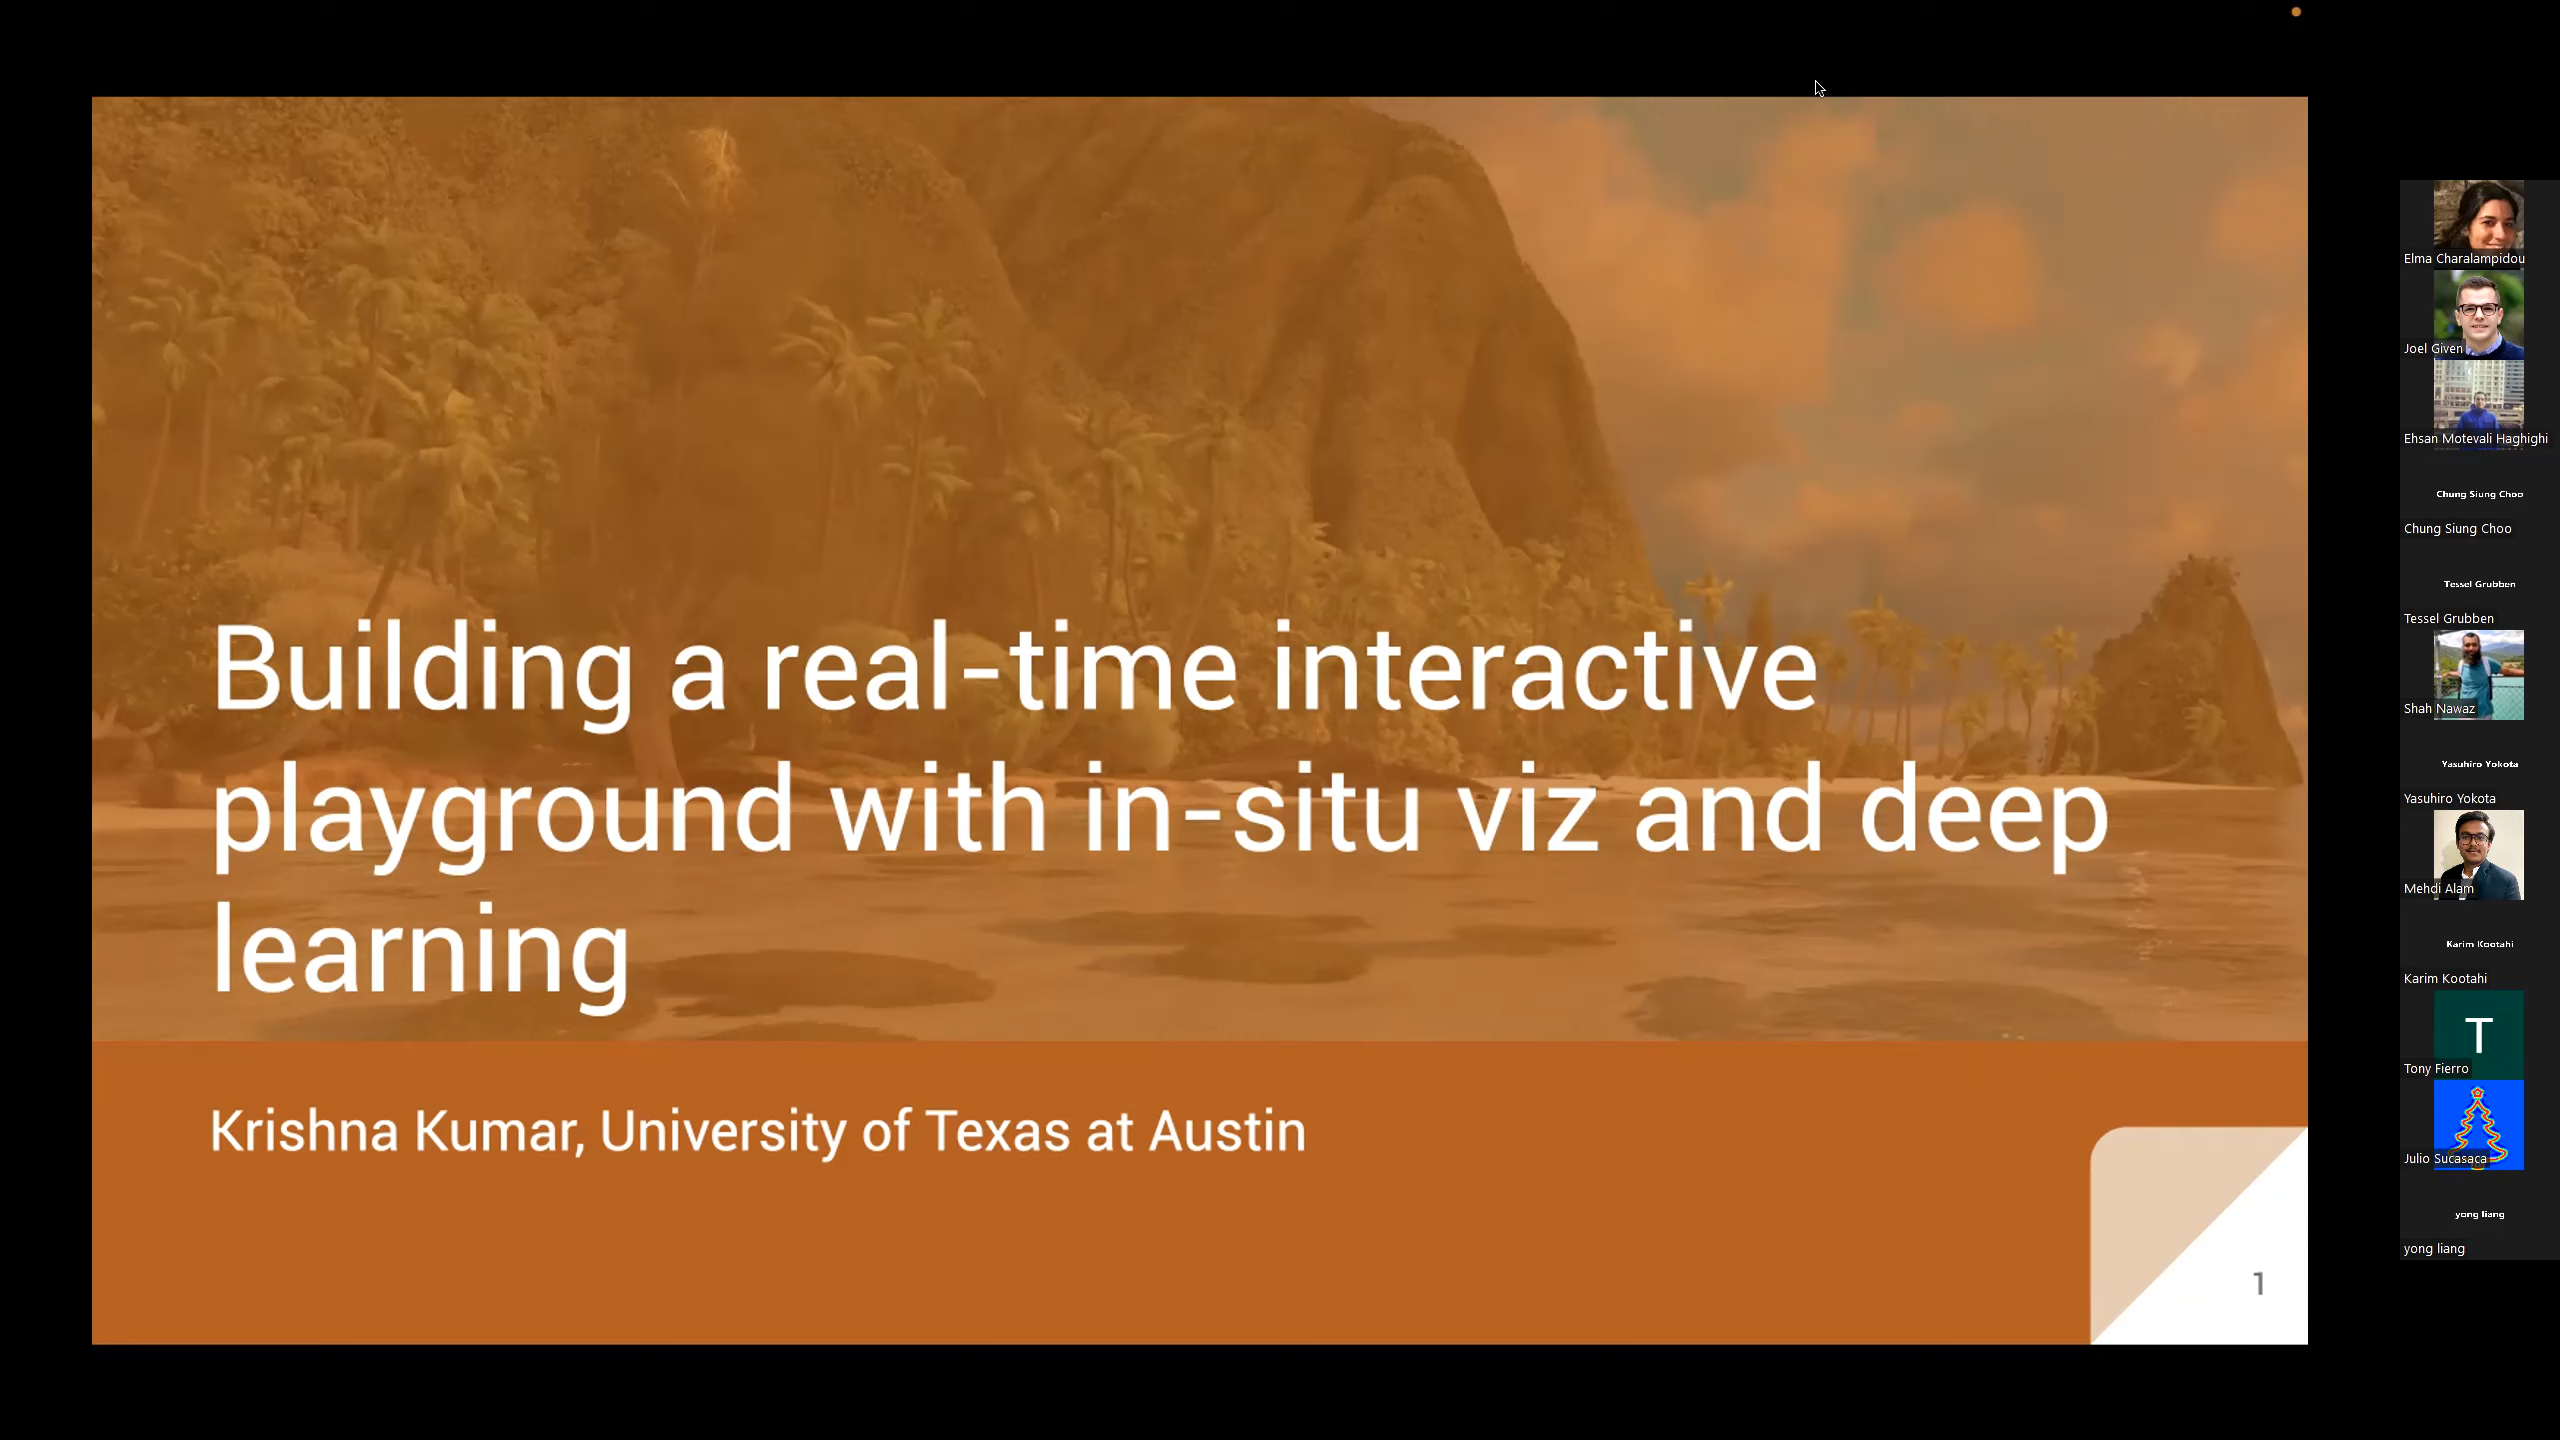 Building a real-time interactive
playground with in-situ viz and deep
learning
Krishna Kumar, University of Texas at Austin
1
Elma Charalampidou
Joel Given
Ehsan Motevali Haghighi
Chung Siung Choo
Chung Siung Choo
Tessel Grubben
Tessel Grubben
Shah Nawaz
Yasuhiro Yokota
Yasuhiro Yokota
Mehdi Alam
Karim Kootahi
Karim Kootahi
T
Tony Fierro
Julio Sucasaca
yong liang
yong liang